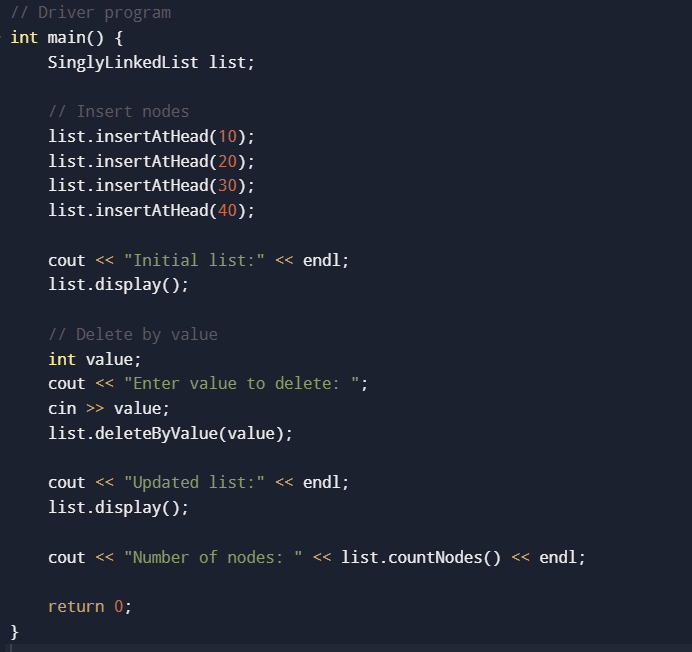 // Driver program
int main() {
    SinglyLinkedList list;

    // Insert nodes
    list.insertAtHead(10);
    list.insertAtHead(20);
    list.insertAtHead(30);
    list.insertAtHead(40);

    cout << "Initial list:" << endl;
    list.display();

    // Delete by value
    int value;
    cout << "Enter value to delete: ";
    cin >> value;
    list.deleteByValue(value);

    cout << "Updated list:" << endl;
    list.display();

    cout << "Number of nodes: " << list.countNodes() << endl;

    return 0;
}